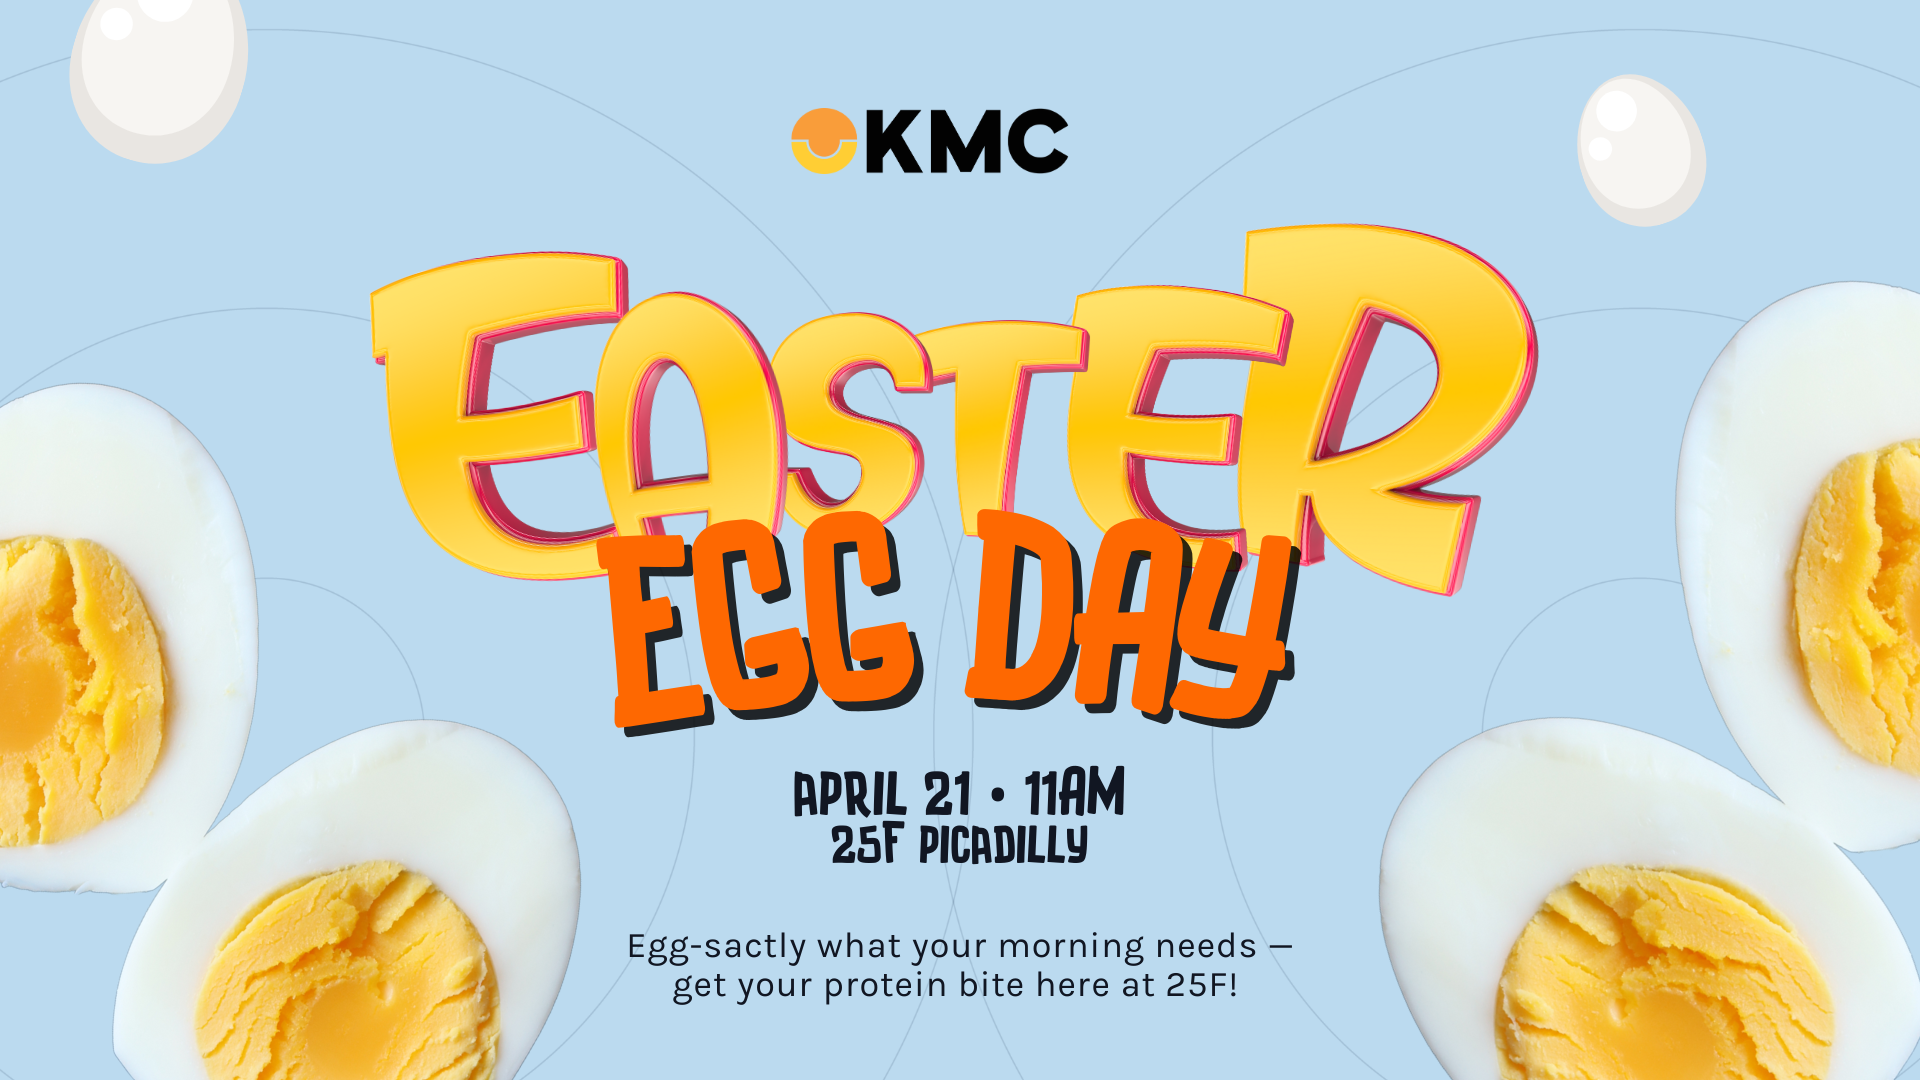 KMC
EASTER
EGG DAY
APRIL 21 • 11AM
25F PICADILLY
Egg-sactly what your morning needs —
get your protein bite here at 25F!